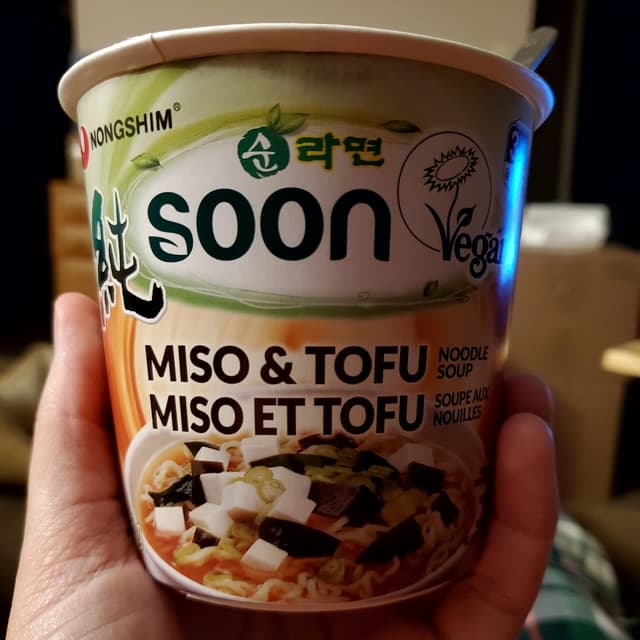 NONGSHIM®
순라면
純
soon
Vegan
MISO & TOFU NOODLE SOUP
MISO ET TOFU SOUPE AUX NOUILLES